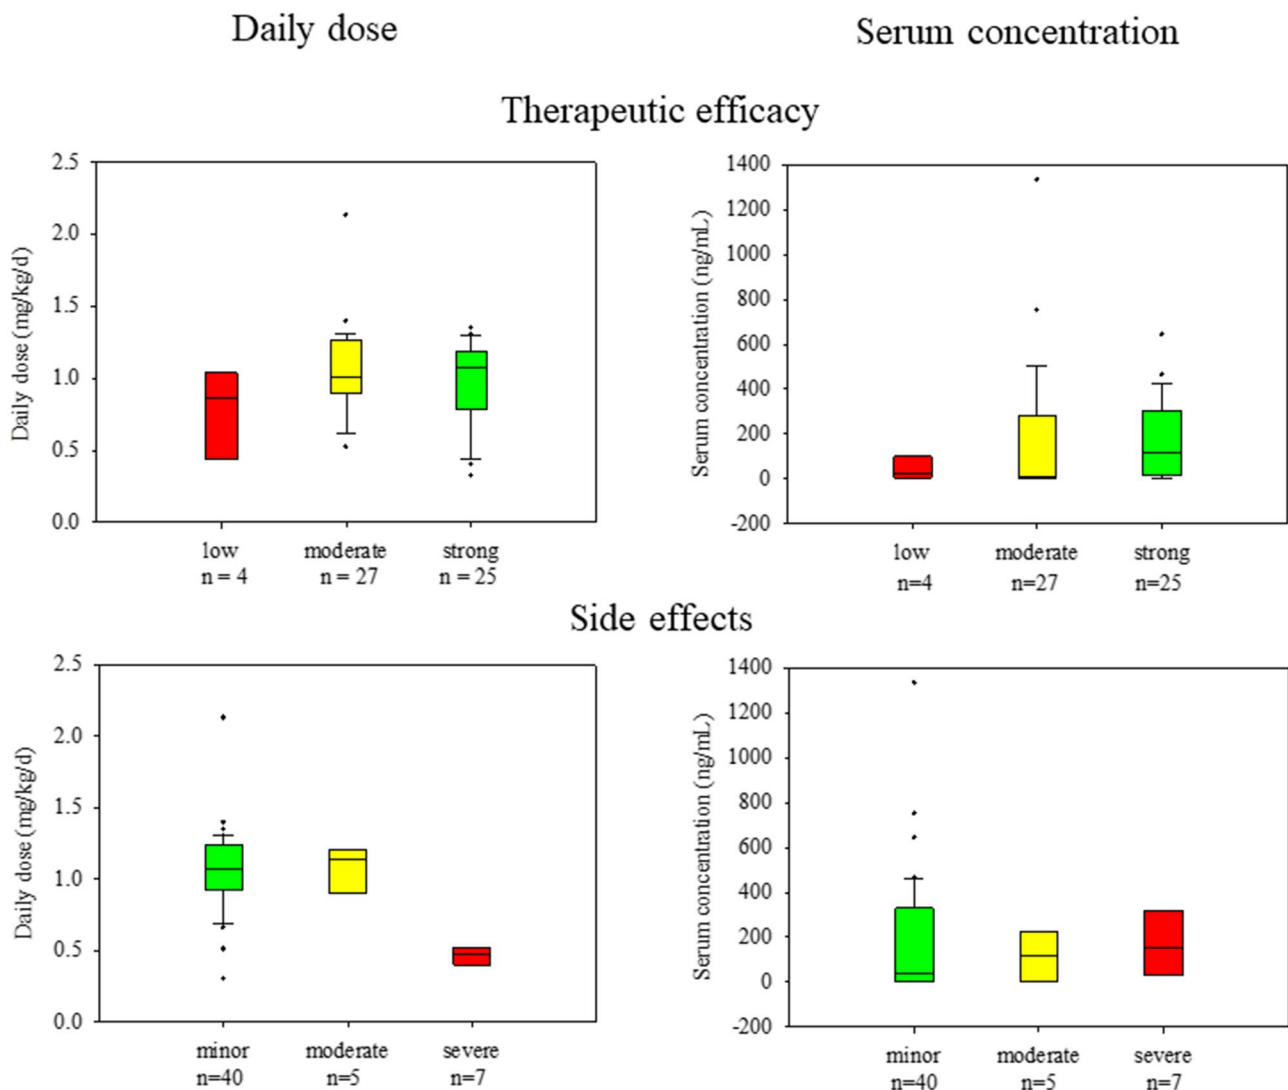 Daily dose
Serum concentration
Therapeutic efficacy
Daily dose (mg/kg/d)
2.5
2.0
1.5
1.0
0.5
0.0
low
moderate
strong
n = 4
n = 27
n = 25
Serum concentration (ng/mL)
1400
1200
1000
800
600
400
200
0
-200
low
moderate
strong
n=4
n=27
n=25
Side effects
Daily dose (mg/kg/d)
2.5
2.0
1.5
1.0
0.5
0.0
minor
moderate
severe
n=40
n=5
n=7
Serum concentration (ng/mL)
1400
1200
1000
800
600
400
200
0
-200
minor
moderate
severe
n=40
n=5
n=7